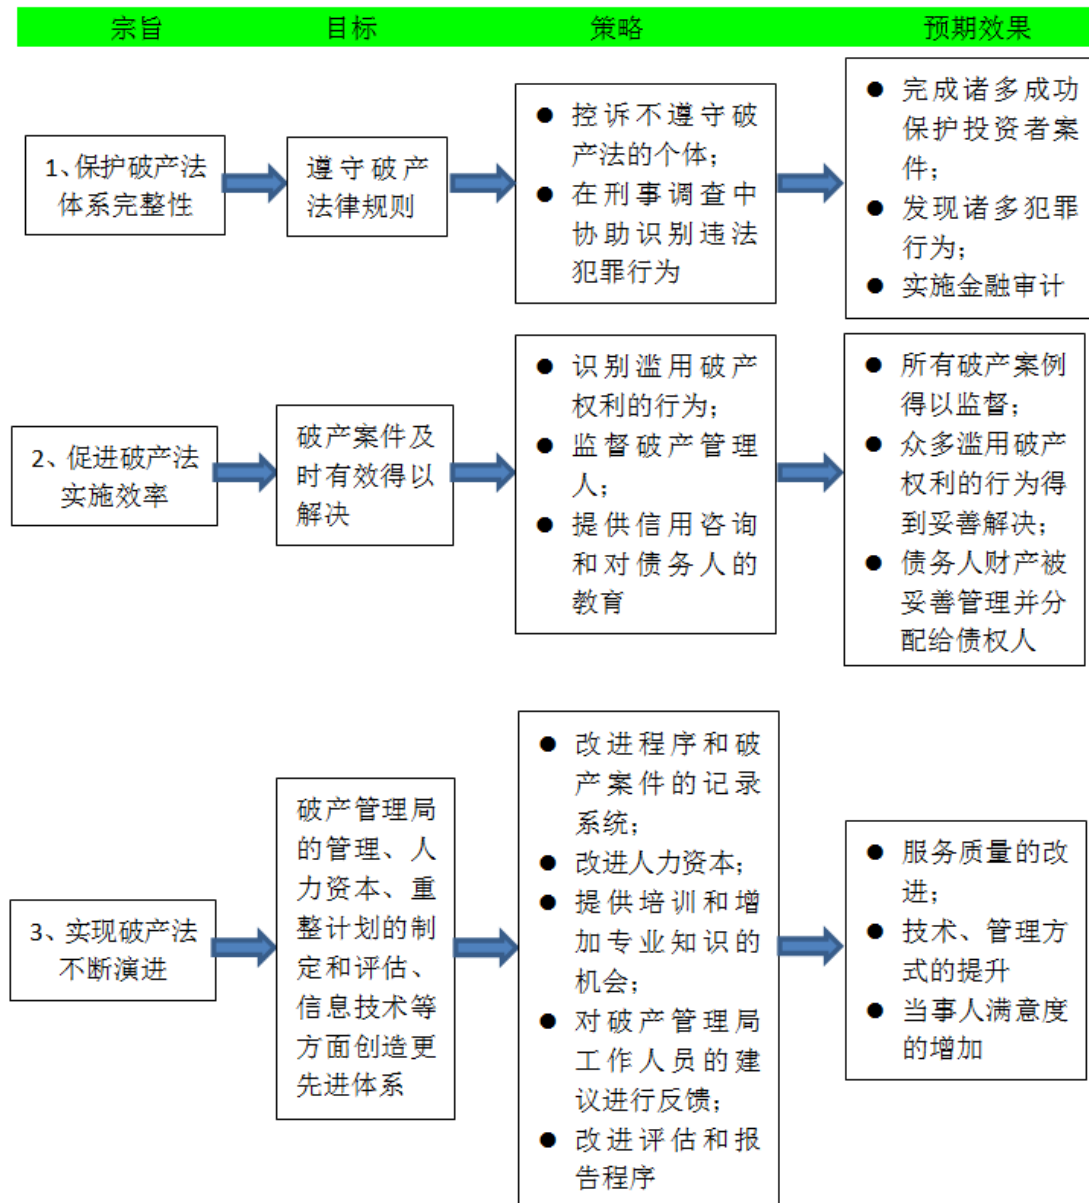 宗旨 目标 策略 预期效果
1、保护破产法
体系完整性
遵守破产
法律规则
● 控诉不遵守破
产法的个体；
● 在刑事调查中
协助识别违法
犯罪行为
● 完成诸多成功
保护投资者案
件；
● 发现诸多犯罪
行为；
● 实施金融审计
2、促进破产法
实施效率
破产案件及
时有效得以
解决
● 识别滥用破产
权利的行为；
● 监督破产管理
人；
● 提供信用咨询
和对债务人的
教育
● 所有破产案例
得以监督；
● 众多滥用破产
权利的行为得
到妥善解决；
● 债务人财产被
妥善管理并分
配给债权人
3、实现破产法
不断演进
破产管理局
的管理、人
力资本、重
整计划的制
定和评估、
信息技术等
方面创造更
先进体系
● 改进程序和破
产案件的记录
系统；
● 改进人力资本；
● 提供培训和增
加专业知识的
机会；
● 对破产管理局
工作人员的建
议进行反馈；
● 改进评估和报
告程序
● 服务质量的改
进；
● 技术、管理方
式的提升
● 当事人满意度
的增加